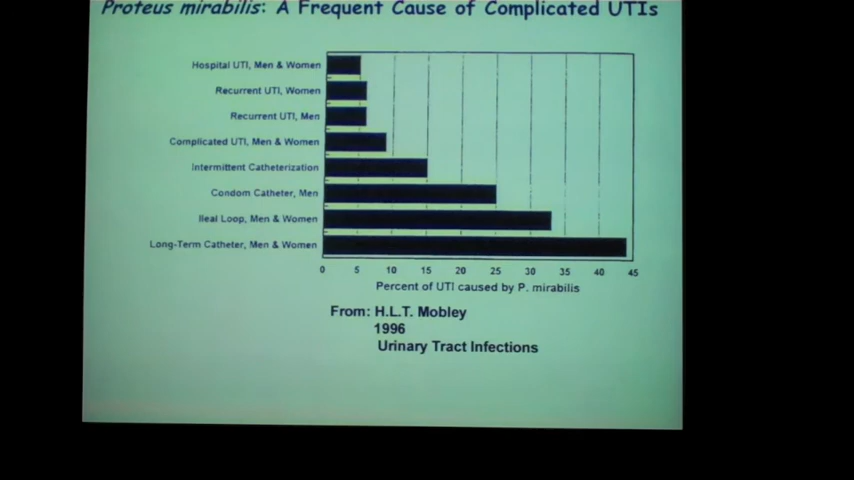 Proteus mirabilis: A Frequent Cause of Complicated UTIs
Hospital UTI, Men & Women
Recurrent UTI, Women
Recurrent UTI, Men
Complicated UTI, Men & Women
Intermittent Catheterization
Condom Catheter, Men
Ileal Loop, Men & Women
Long-Term Catheter, Men & Women
0 5 10 15 20 25 30 35 40 45
Percent of UTI caused by P. mirabilis
From: H.L.T. Mobley
1996
Urinary Tract Infections